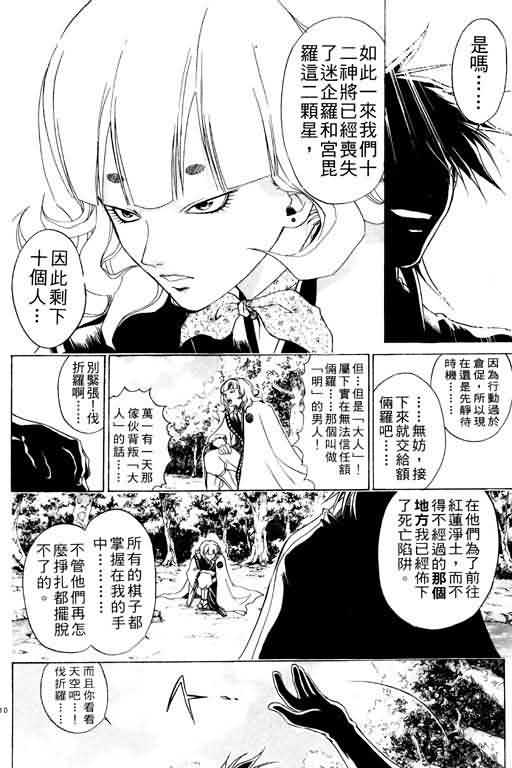 是嗎……
如此一來我們十
二神將已經喪失
了迷企羅和宮毘
羅這二顆星，
因此剩下
十個人…
因為行動過於
倉促，所以現
在還是先靜待
時機……
……無妨，接
下來就交給額
倆羅吧……
但…但是「大人」！
屬下實在無法信任額
倆羅……那個叫做
「明」的男人！
萬一有一天那
傢伙背叛「大
人」的話……
別緊張！伐
折羅啊……
在他們為了前往
紅蓮淨土，而不
得不經過的那個
地方我已經佈下
了死亡陷阱。
所有的棋子都
掌握在我的手
中…………
不管他們再怎
麼掙扎都擺脫
不了的。
而且你看看
天空吧…！
伐折羅……！
10